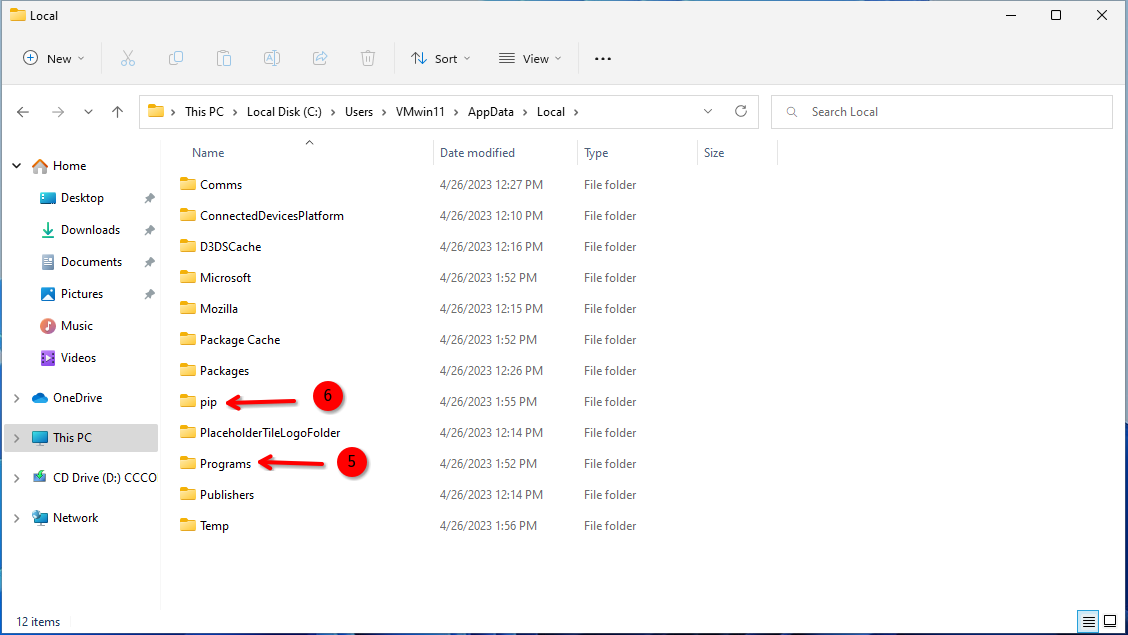 Local
New Sort View
This PC Local Disk (C:) Users VMwin11 AppData Local Search Local
Name Date modified Type Size
Home
Desktop
Downloads
Documents
Pictures
Music
Videos
OneDrive
This PC
CD Drive (D:) CCCO
Network
Comms 4/26/2023 12:27 PM File folder
ConnectedDevicesPlatform 4/26/2023 12:10 PM File folder
D3DSCache 4/26/2023 12:16 PM File folder
Microsoft 4/26/2023 1:52 PM File folder
Mozilla 4/26/2023 12:15 PM File folder
Package Cache 4/26/2023 1:52 PM File folder
Packages 4/26/2023 12:26 PM File folder
pip 6 4/26/2023 1:55 PM File folder
PlaceholderTileLogoFolder 4/26/2023 12:14 PM File folder
Programs 5 4/26/2023 1:52 PM File folder
Publishers 4/26/2023 12:14 PM File folder
Temp 4/26/2023 1:56 PM File folder
12 items